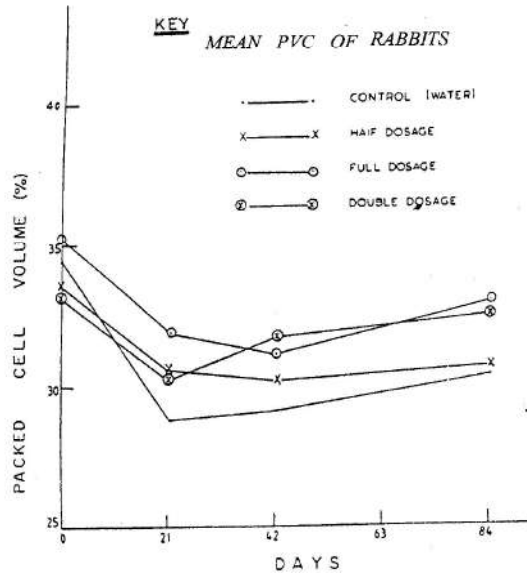 KEY
MEAN PVC OF RABBITS
CONTROL (WATER)
HAIF DOSAGE
FULL DOSAGE
DOUBLE DOSAGE
PACKED CELL VOLUME (%)
40
35
30
25
0 21 42 63 84
DAYS